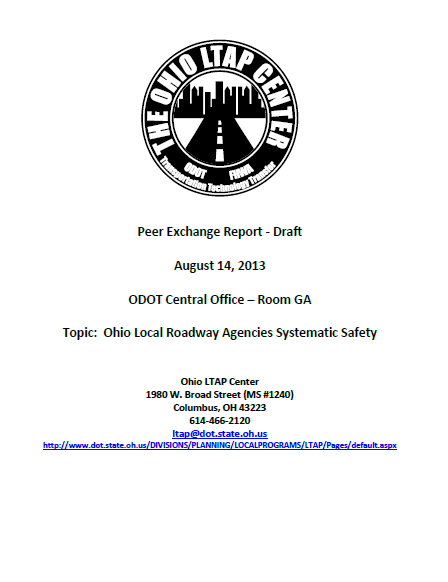 THE OHIO LTAP CENTER
ODOT FHWA
Transportation Technology Transfer
Peer Exchange Report - Draft
August 14, 2013
ODOT Central Office – Room GA
Topic:  Ohio Local Roadway Agencies Systematic Safety
Ohio LTAP Center
1980 W. Broad Street (MS #1240)
Columbus, OH 43223
614-466-2120
ltap@dot.state.oh.us
http://www.dot.state.oh.us/DIVISIONS/PLANNING/LOCALPROGRAMS/LTAP/Pages/default.aspx